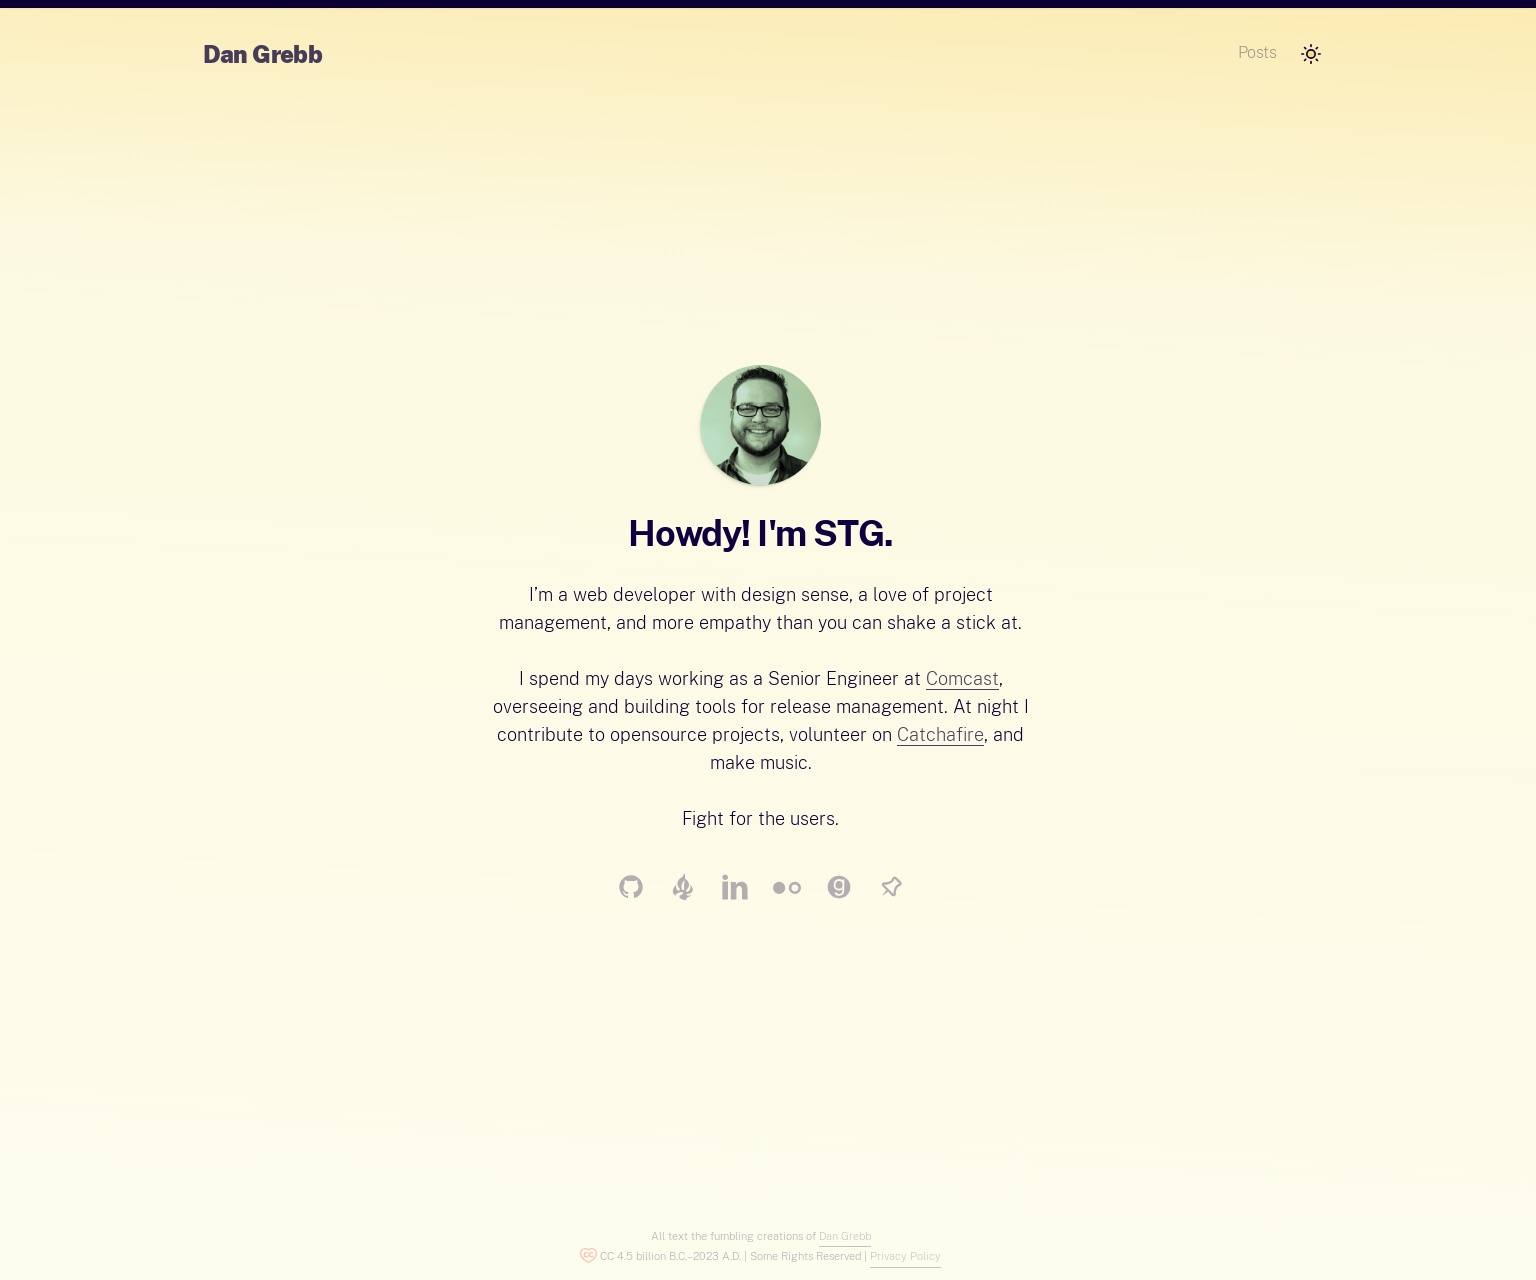 Dan Grebb
Posts
Howdy! I'm STG.
I’m a web developer with design sense, a love of project
management, and more empathy than you can shake a stick at.
I spend my days working as a Senior Engineer at Comcast,
overseeing and building tools for release management. At night I
contribute to opensource projects, volunteer on Catchafire, and
make music.
Fight for the users.
All text the fumbling creations of Dan Grebb
CC 4.5 billion B.C.–2023 A.D. | Some Rights Reserved | Privacy Policy